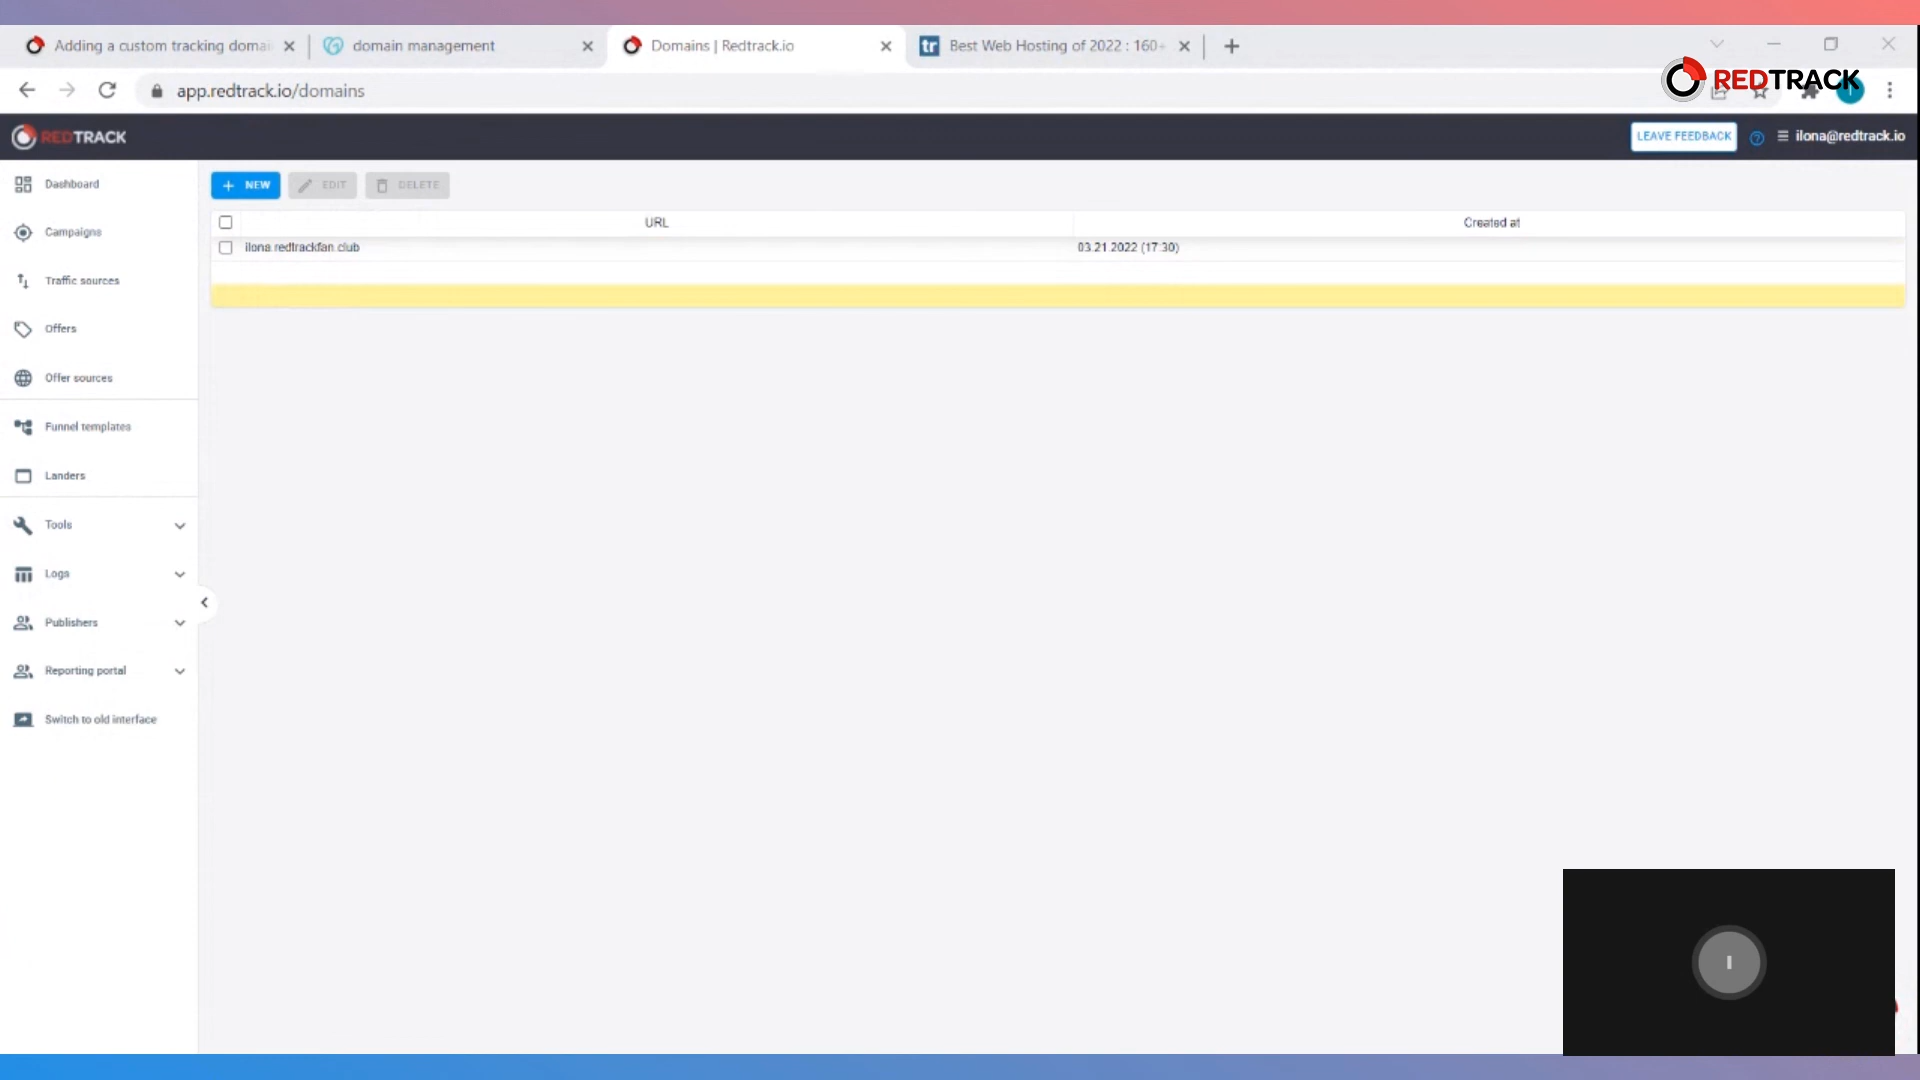 Adding a custom tracking domai
domain management
Domains | Redtrack.io
tr
Best Web Hosting of 2022 : 160+
app.redtrack.io/domains
REDTRACK
REDTRACK
LEAVE FEEDBACK
ilona@redtrack.io
Dashboard
NEW
EDIT
DELETE
URL
Created at
Campaigns
ilona.redtrackfan.club
03.21.2022 (17:30)
Traffic sources
Offers
Offer sources
Funnel templates
Landers
Tools
Logs
Publishers
Reporting portal
Switch to old interface
I